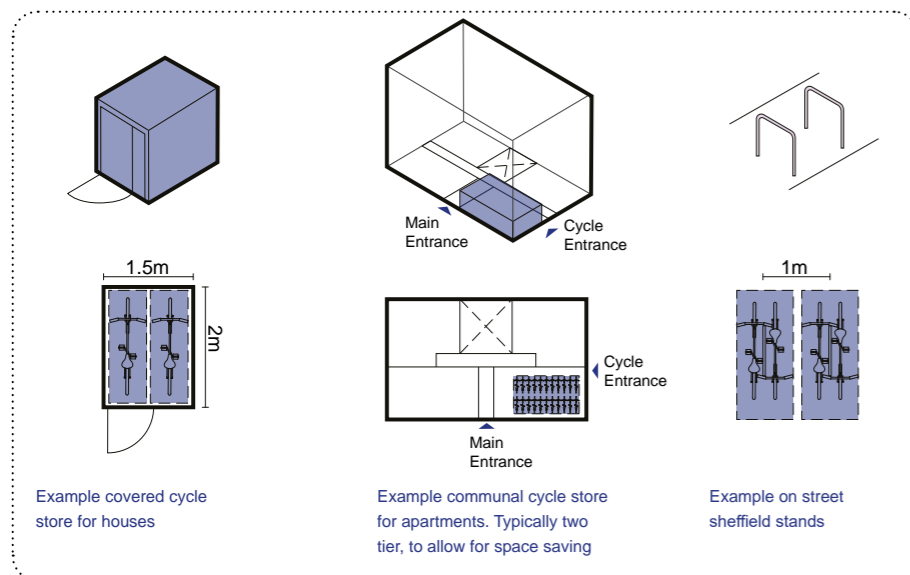 Main
Entrance
Cycle
Entrance
1.5m
2m
1m
Cycle
Entrance
Main
Entrance
Example covered cycle
store for houses
Example communal cycle store
for apartments. Typically two
tier, to allow for space saving
Example on street
sheffield stands